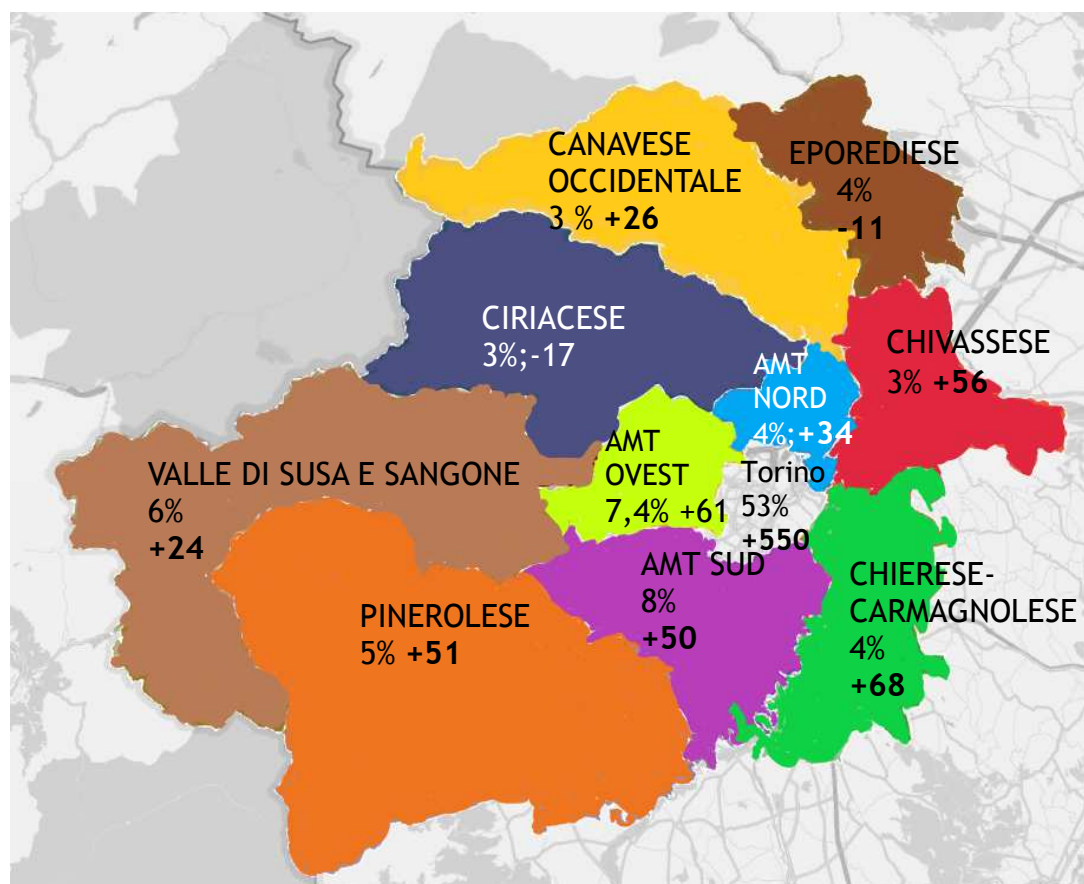 CANAVESE
OCCIDENTALE
3 % +26
EPOREDIESE
4%
-11
CIRIACESE
3%;-17
CHIVASSESE
3% +56
AMT
NORD
4%;+34
AMT
OVEST
7,4% +61
Torino
53%
+550
VALLE DI SUSA E SANGONE
6%
+24
AMT SUD
8%
+50
CHIERESE-
CARMAGNOLESE
4%
+68
PINEROLESE
5% +51